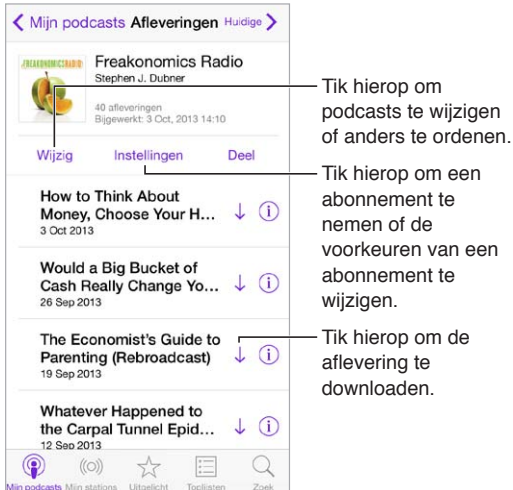 Mijn podcasts Afleveringen Huidige
FREAKONOMICS RADIO
Freakonomics Radio
Stephen J. Dubner
40 afleveringen
Bijgewerkt: 3 Oct, 2013 14:10
Wijzig Instellingen Deel
How to Think About
Money, Choose Your H...
3 Oct 2013
Would a Big Bucket of
Cash Really Change Yo...
26 Sep 2013
The Economist's Guide to
Parenting (Rebroadcast)
19 Sep 2013
Whatever Happened to
the Carpal Tunnel Epid...
12 Sep 2013
Mijn podcasts Mijn stations Uitgelicht Toplijsten Zoek
Tik hierop om
podcasts te wijzigen
of anders te ordenen.
Tik hierop om een
abonnement te
nemen of de
voorkeuren van een
abonnement te
wijzigen.
Tik hierop om de
aflevering te
downloaden.